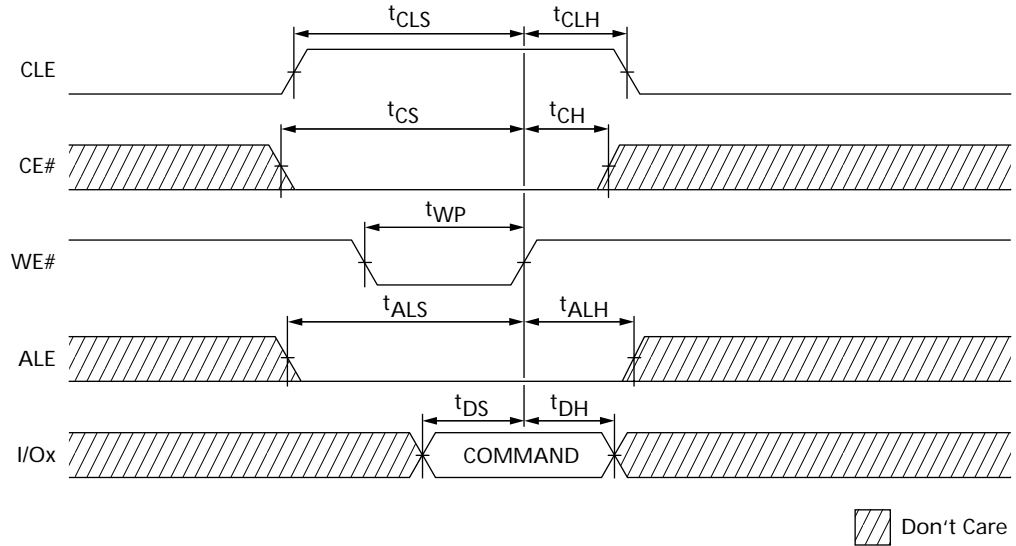 tCLS tCLH
CLE
tCS tCH
CE#
tWP
WE#
tALS tALH
ALE
tDS tDH
I/Ox COMMAND
Don't Care